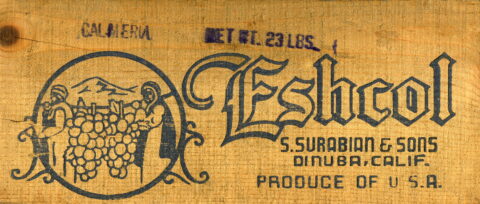 CALMERIA
NET WT. 23 LBS.
Eshcol
S. SURABIAN & SONS
DINUBA, CALIF.
PRODUCE OF U.S.A.